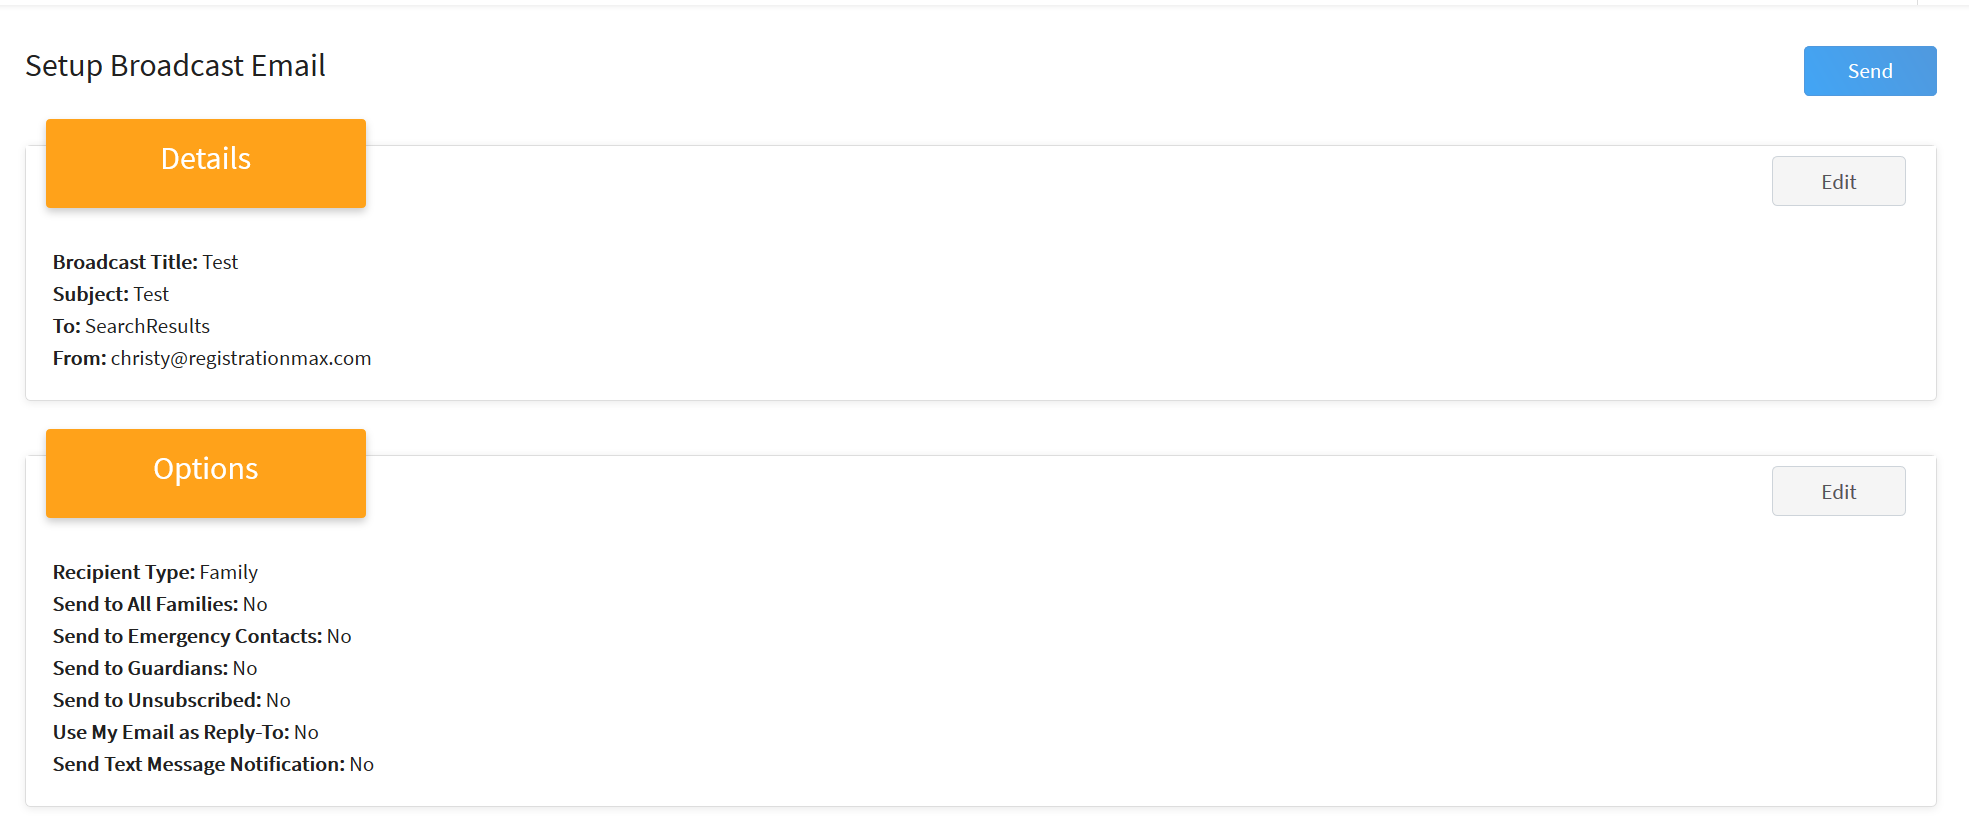 Setup Broadcast Email
Send
Details
Edit
Broadcast Title: Test
Subject: Test
To: SearchResults
From: christy@registrationmax.com
Options
Edit
Recipient Type: Family
Send to All Families: No
Send to Emergency Contacts: No
Send to Guardians: No
Send to Unsubscribed: No
Use My Email as Reply-To: No
Send Text Message Notification: No